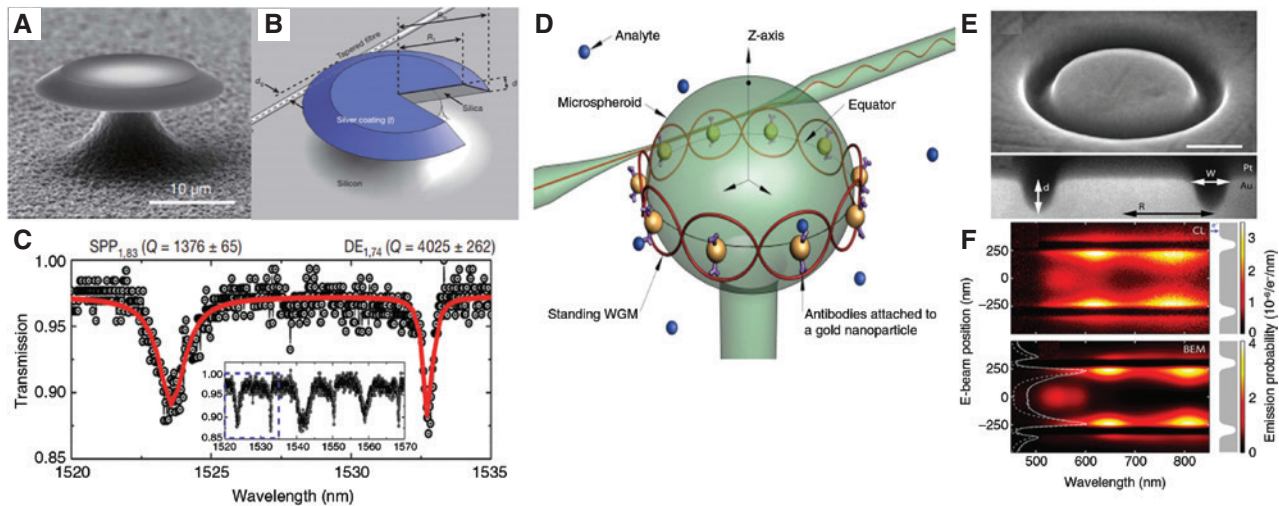 A
10 µm
B
Tapered fibre
R₁
d
Silica
Silver coating (t)
Silicon
C
SPP₁,₈₃ (Q = 1376 ± 65)
DE₁,₇₄ (Q = 4025 ± 262)
1.00
0.95
0.90
0.85
Transmission
1520
1525
1530
1535
Wavelength (nm)
1.00
0.95
0.90
0.85
1520
1530
1540
1550
1560
1570
D
Analyte
Z-axis
Microspheroid
Equator
Standing WGM
Antibodies attached to
a gold nanoparticle
E
Pt
Au
d
W
R
F
CL
250
0
−250
BEM
250
0
−250
E-beam position (nm)
500
600
700
800
Wavelength (nm)
3
2
1
0
4
2
0
Emission probability (10⁻⁶/e⁻/nm)